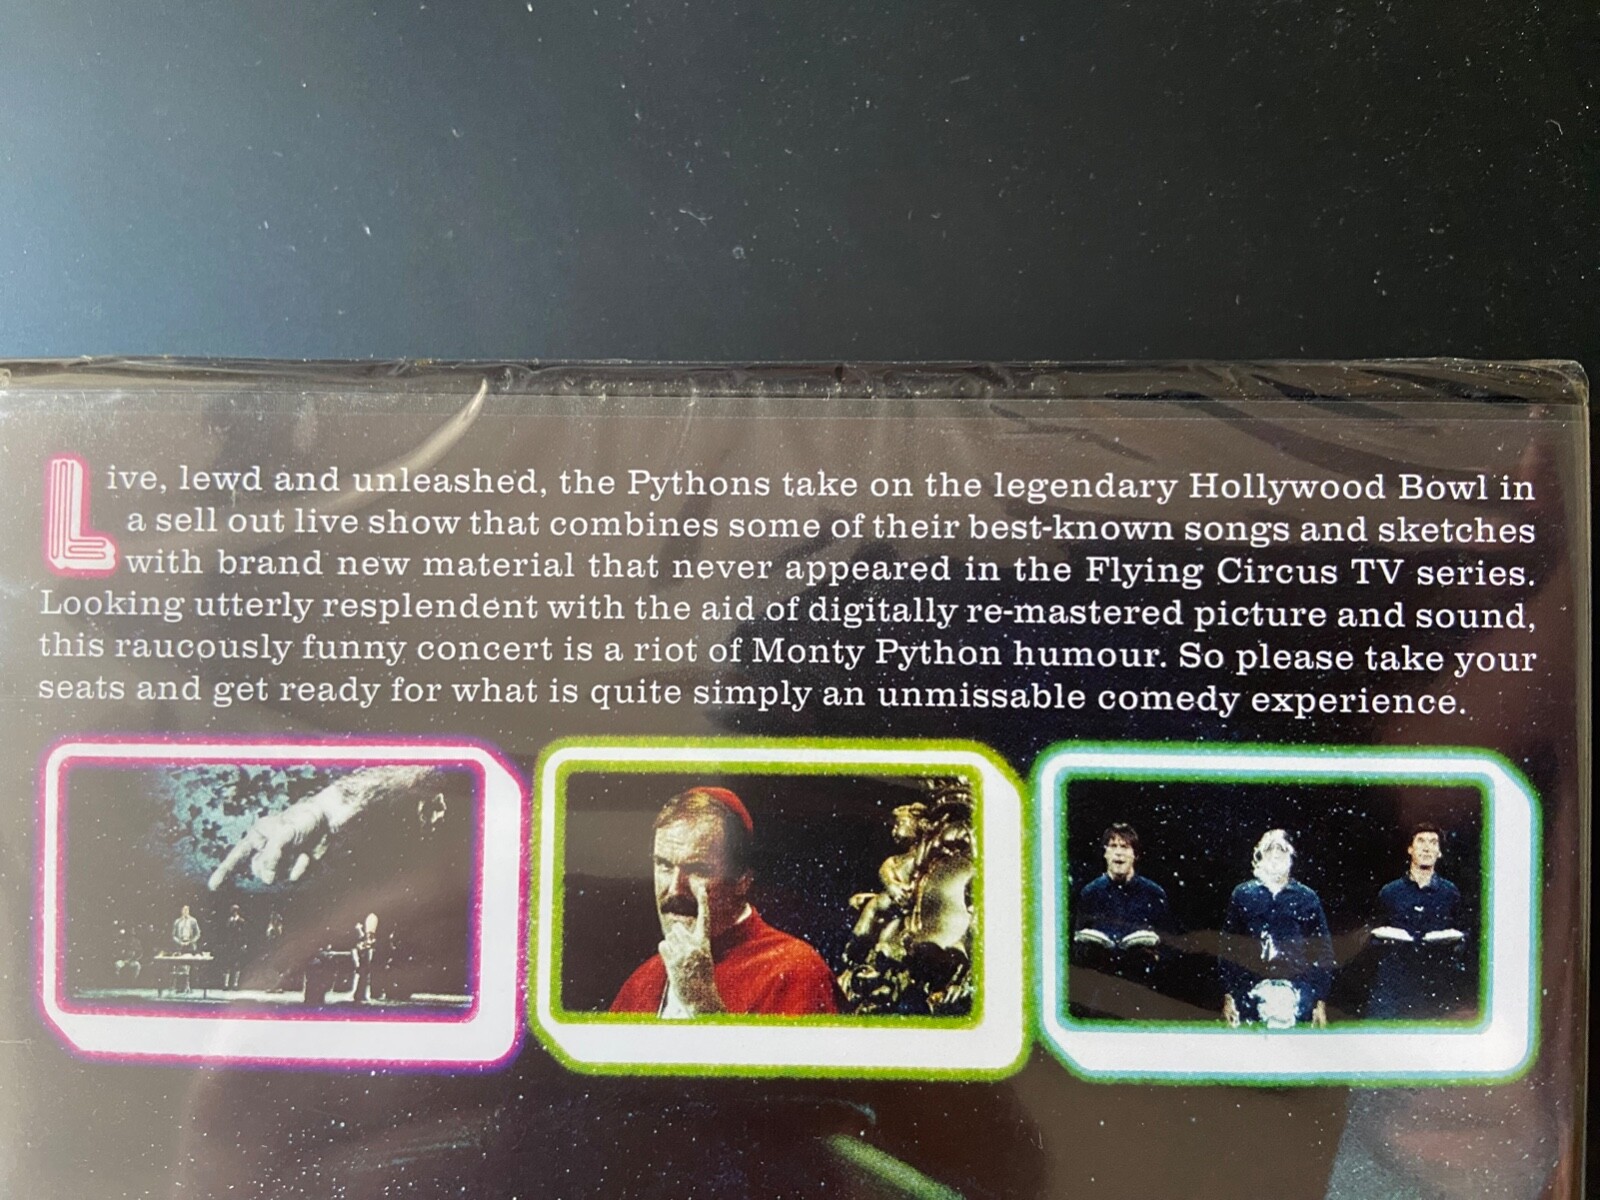 Live, lewd and unleashed, the Pythons take on the legendary Hollywood Bowl in
a sell out live show that combines some of their best-known songs and sketches
with brand new material that never appeared in the Flying Circus TV series.
Looking utterly resplendent with the aid of digitally re-mastered picture and sound,
this raucously funny concert is a riot of Monty Python humour. So please take your
seats and get ready for what is quite simply an unmissable comedy experience.